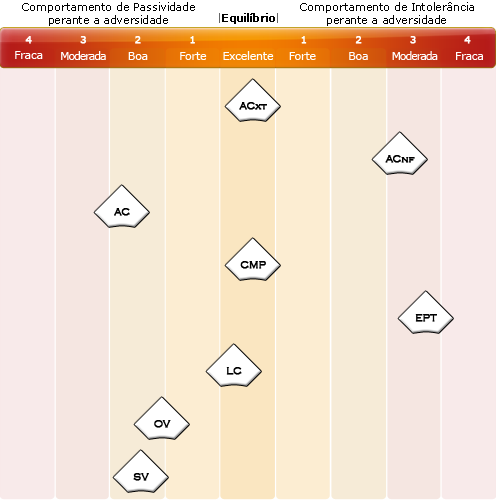 Comportamento de Passividade
perante a adversidade
|Equilíbrio|
Comportamento de Intolerância
perante a adversidade
4 3 2 1 1 2 3 4
Fraca Moderada Boa Forte Excelente Forte Boa Moderada Fraca
ACXT
ACNF
AC
CMP
EPT
LC
OV
SV